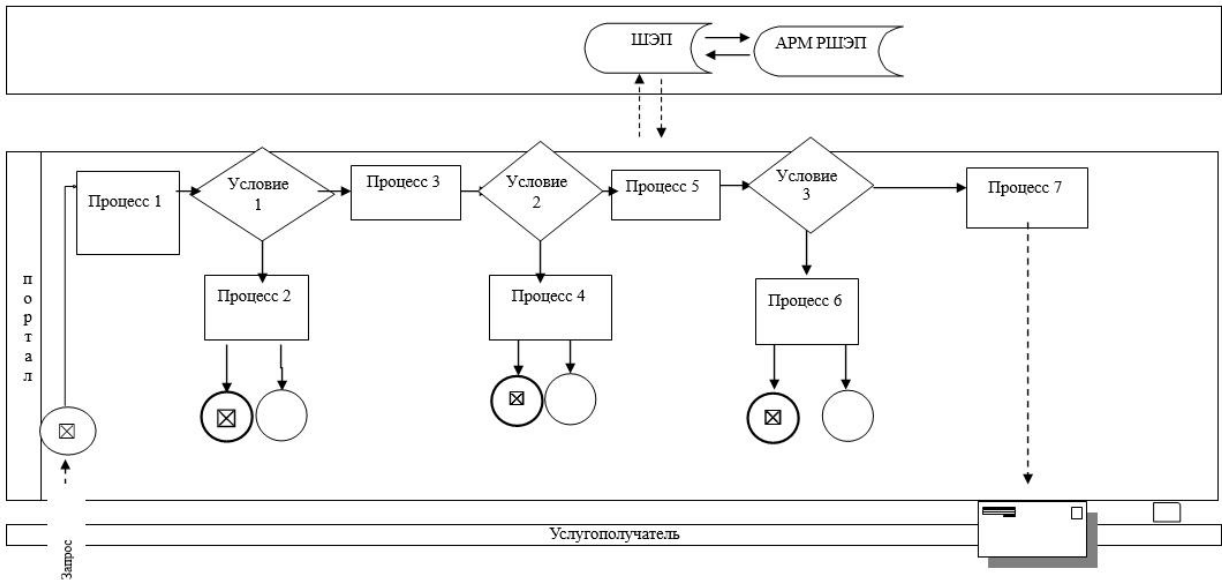 ШЭП
АРМ РШЭП
портал
Процесс 1
Условие
1
Процесс 3
Условие
2
Процесс 5
Условие
3
Процесс 7
Процесс 2
Процесс 4
Процесс 6
Услугополучатель
Запрос